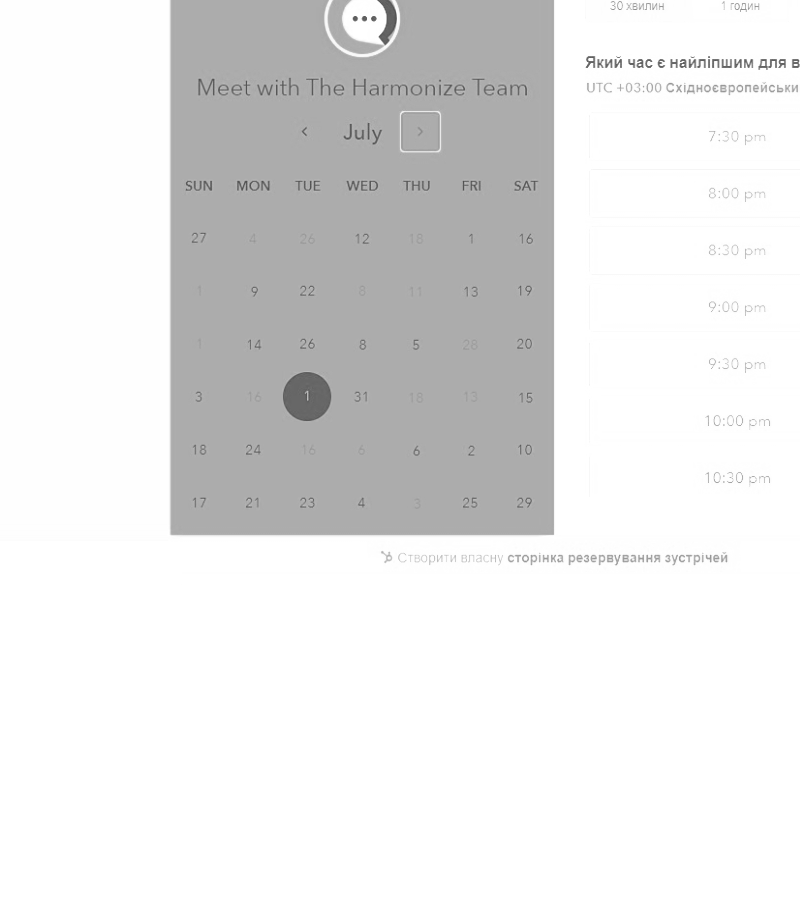 30 хвилин 1 годин
Meet with The Harmonize Team
July
SUN MON TUE WED THU FRI SAT
27 4 26 12 18 1 16
1 9 22 8 11 13 19
1 14 26 8 5 28 20
3 16 1 31 18 13 15
18 24 16 6 6 2 10
17 21 23 4 3 25 29
Який час є найліпшим для в
UTC +03:00 Східноєвропейськи
7:30 pm
8:00 pm
8:30 pm
9:00 pm
9:30 pm
10:00 pm
10:30 pm
Створити власну сторінка резервування зустрічей